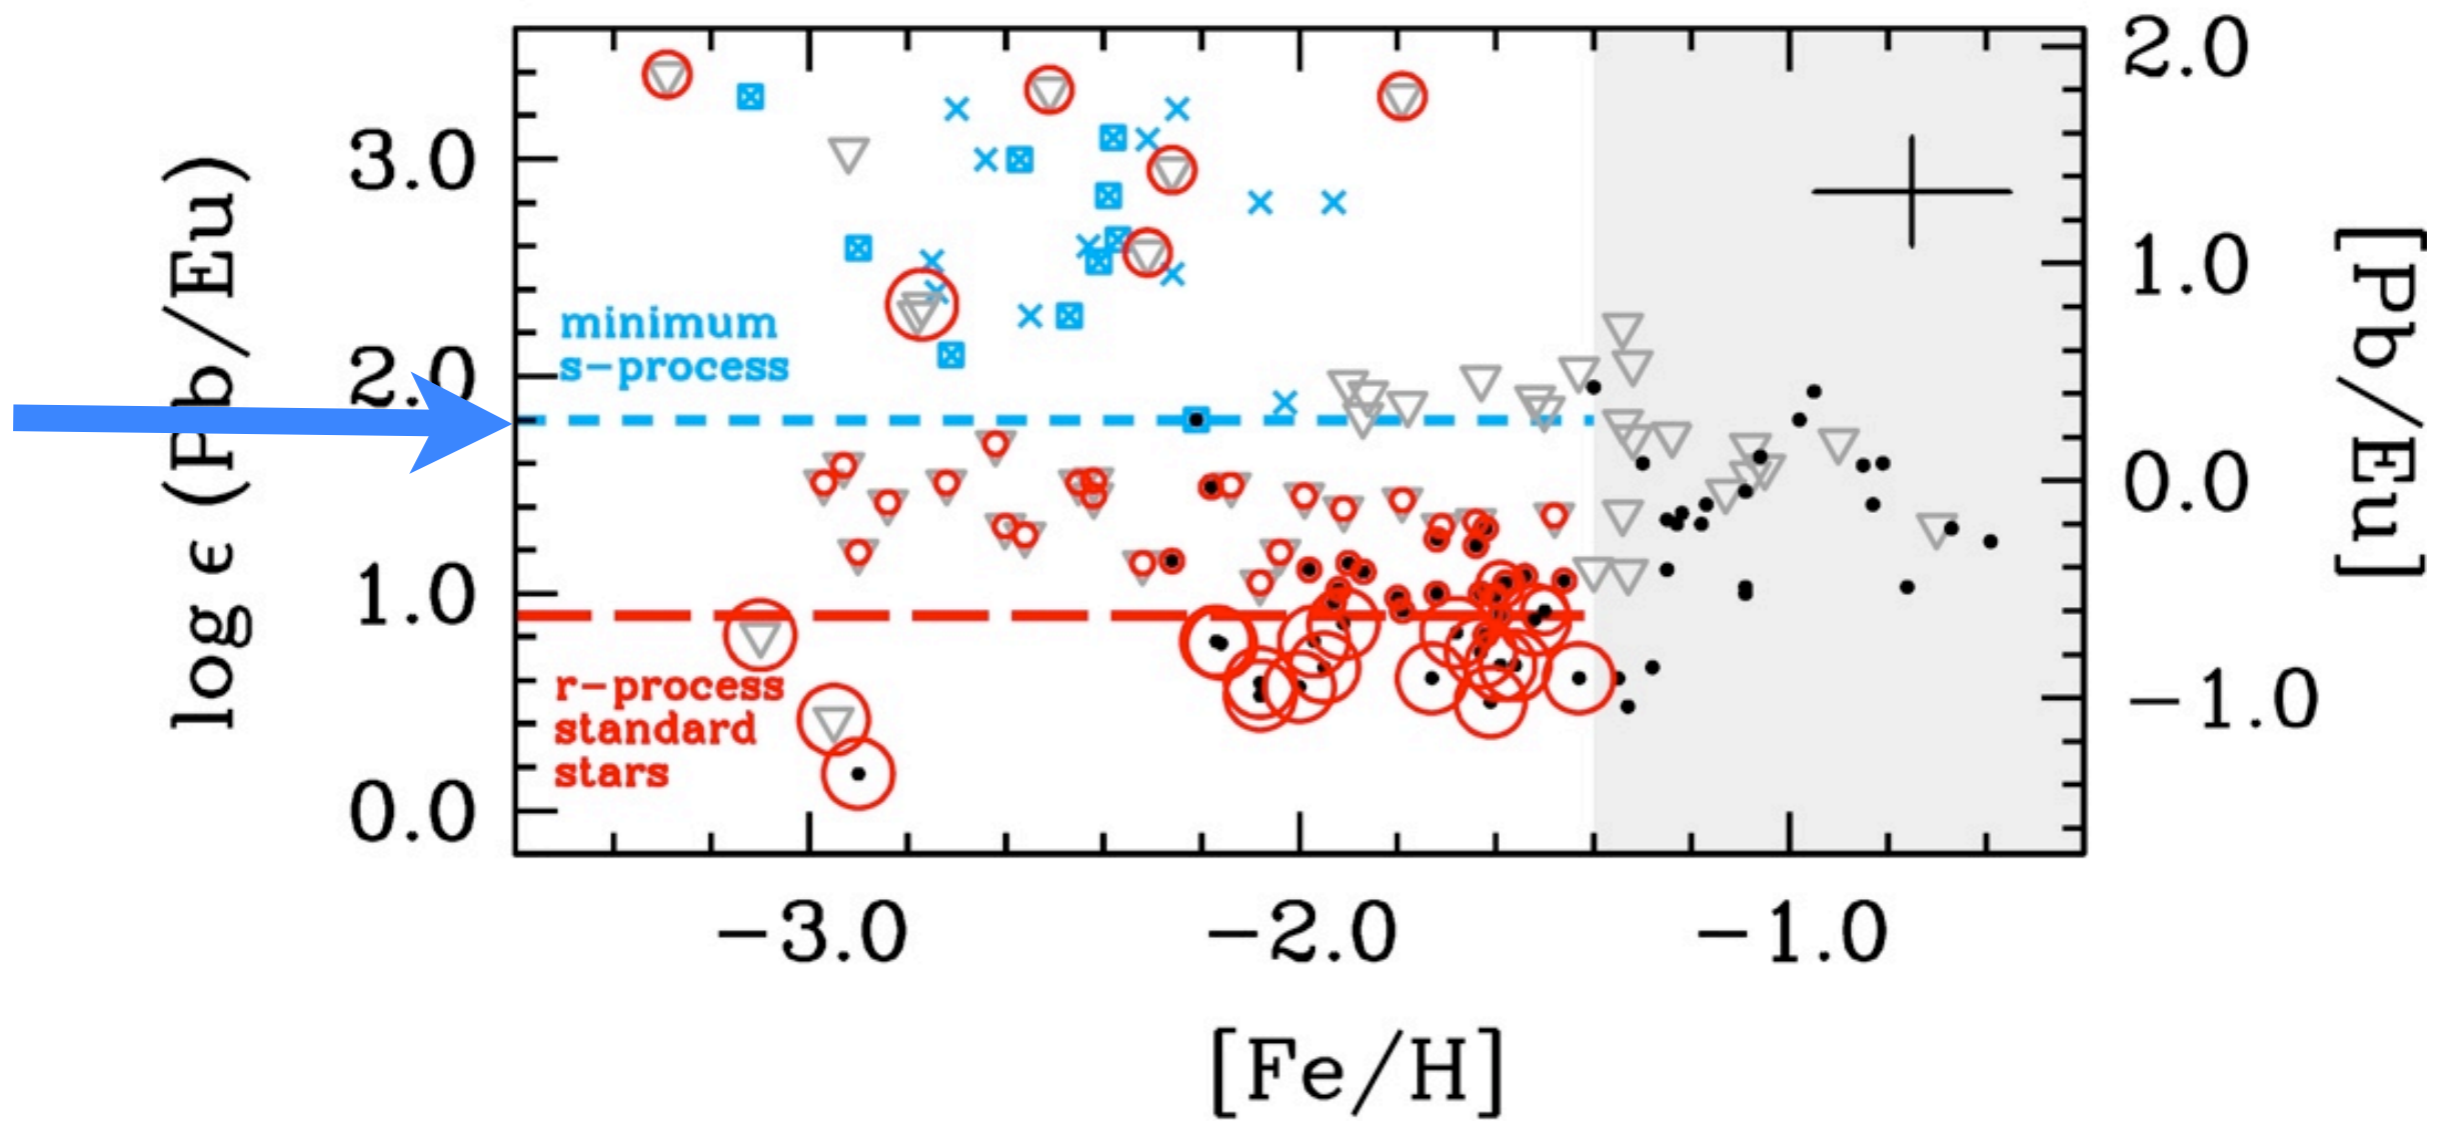 log ϵ (Pb/Eu)
3.0
2.0
1.0
0.0
minimum
s-process
r-process
standard
stars
2.0
1.0
0.0
-1.0
[Pb/Eu]
-3.0
-2.0
-1.0
[Fe/H]